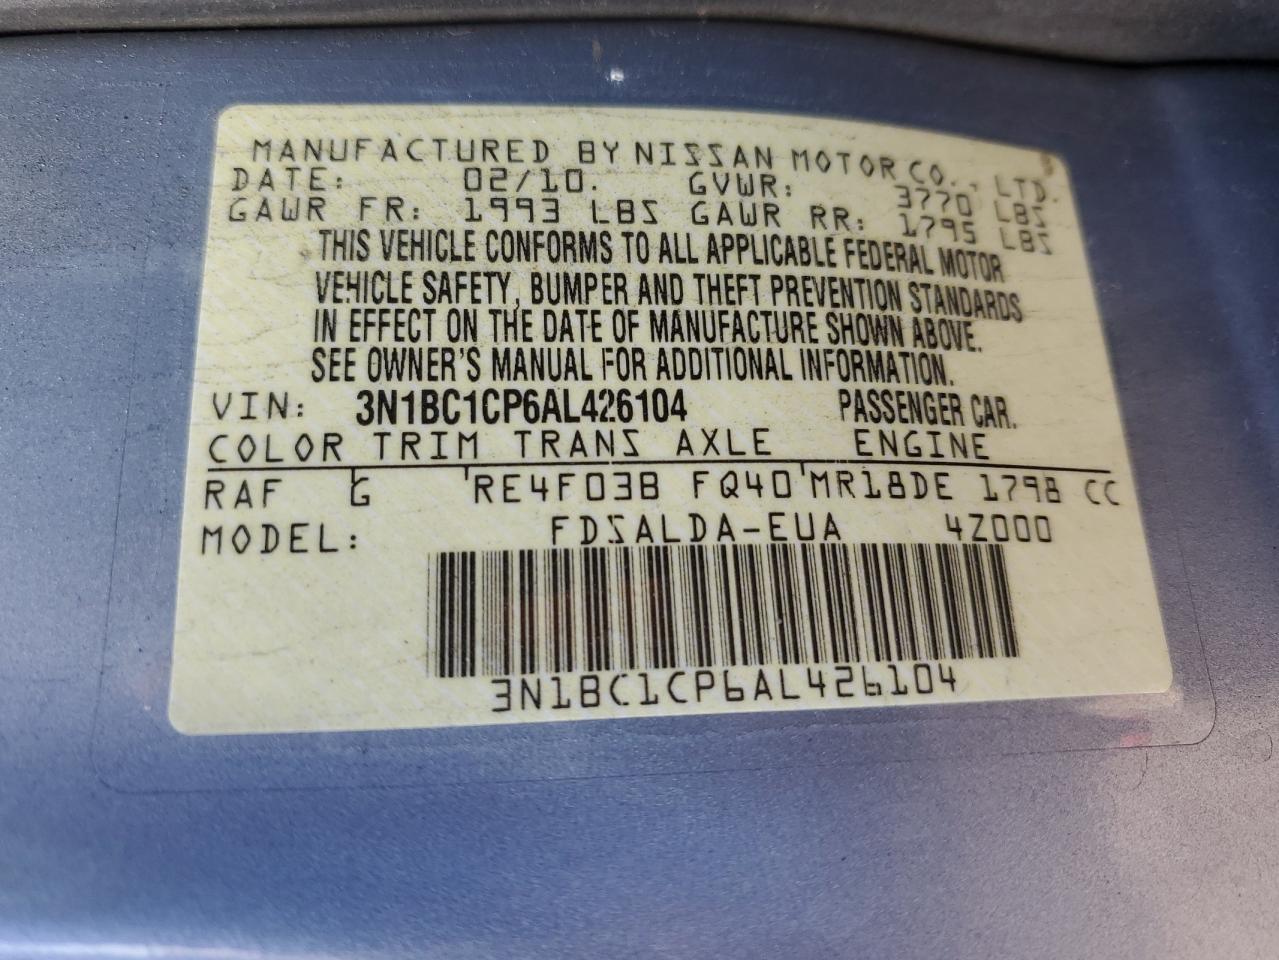 MANUFACTURED BY NISSAN MOTOR CO., LTD.
DATE: 02/10. GVWR: 3770 LBS
GAWR FR: 1993 LBS GAWR RR: 1795 LBS
THIS VEHICLE CONFORMS TO ALL APPLICABLE FEDERAL MOTOR
VEHICLE SAFETY, BUMPER AND THEFT PREVENTION STANDARDS
IN EFFECT ON THE DATE OF MANUFACTURE SHOWN ABOVE.
SEE OWNER'S MANUAL FOR ADDITIONAL INFORMATION.
VIN: 3N1BC1CP6AL426104 PASSENGER CAR.
COLOR TRIM TRANS AXLE ENGINE
RAF G RE4F03B FQ40 MR18DE 1798 CC
MODEL: FDSALDA-EUA 4Z000
3N1BC1CP6AL426104